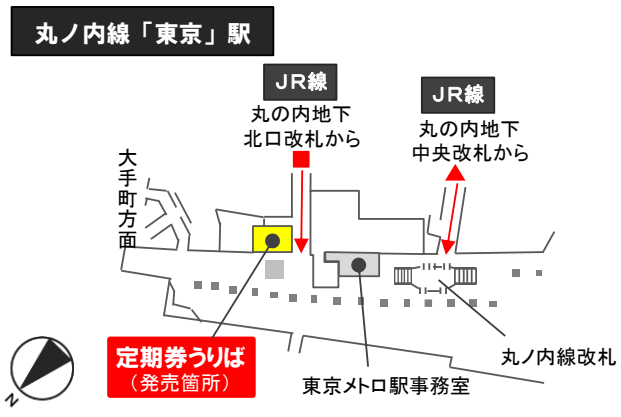 丸ノ内線「東京」駅
JR線
丸の内地下
北口改札から
JR線
丸の内地下
中央改札から
大手町方面
定期券うりば
（発売箇所）
東京メトロ駅事務室
丸ノ内線改札
N